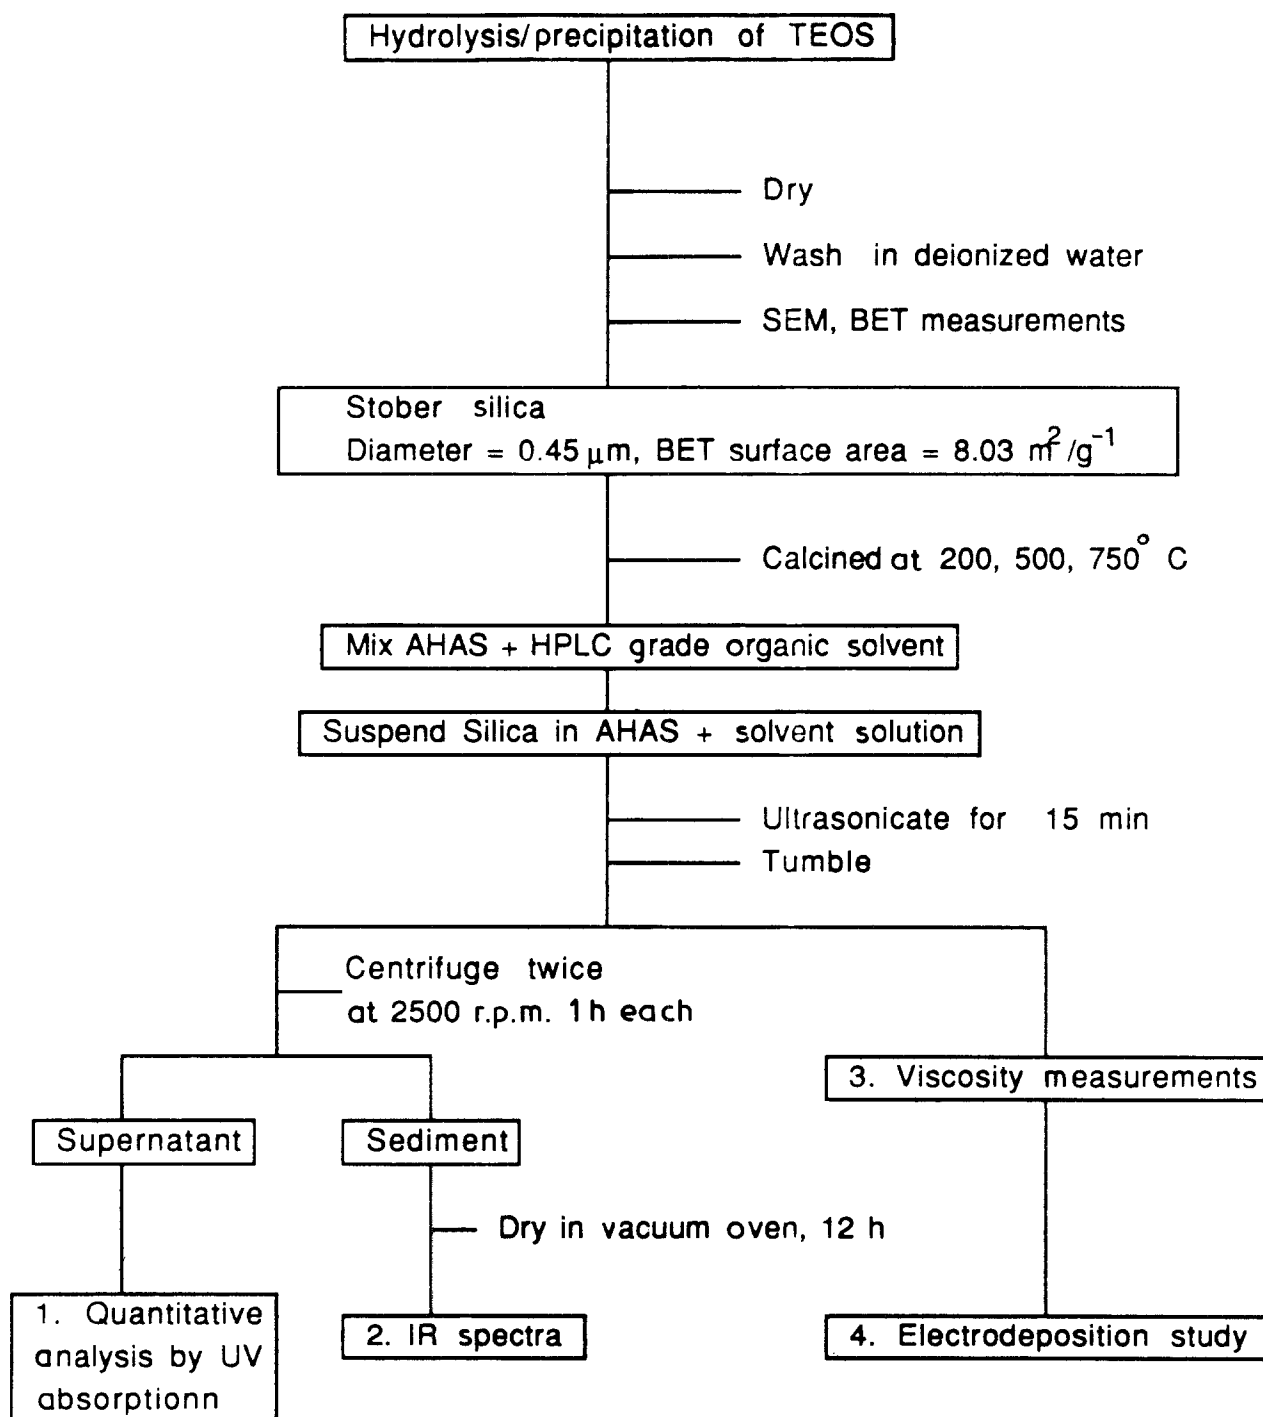 Hydrolysis/precipitation of TEOS
Dry
Wash in deionized water
SEM, BET measurements
Stober silica
Diameter = 0.45 μm, BET surface area = 8.03 m²/g⁻¹
Calcined at 200, 500, 750° C
Mix AHAS + HPLC grade organic solvent
Suspend Silica in AHAS + solvent solution
Ultrasonicate for 15 min
Tumble
Centrifuge twice
at 2500 r.p.m. 1h each
3. Viscosity measurements
Supernatant
Sediment
Dry in vacuum oven, 12 h
1. Quantitative
analysis by UV
absorptionn
2. IR spectra
4. Electrodeposition study